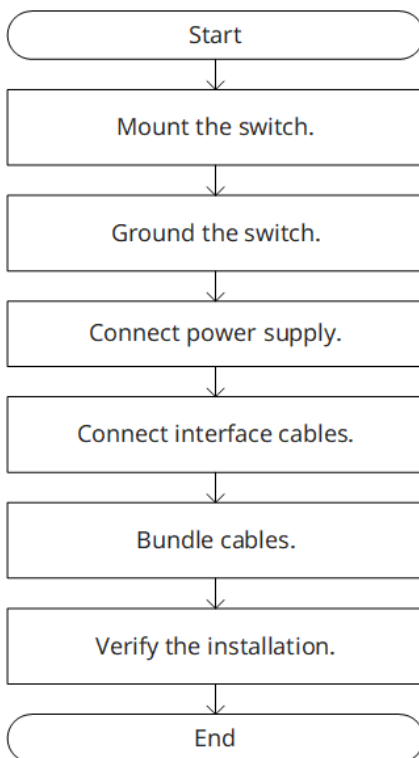 Start
Mount the switch.
Ground the switch.
Connect power supply.
Connect interface cables.
Bundle cables.
Verify the installation.
End